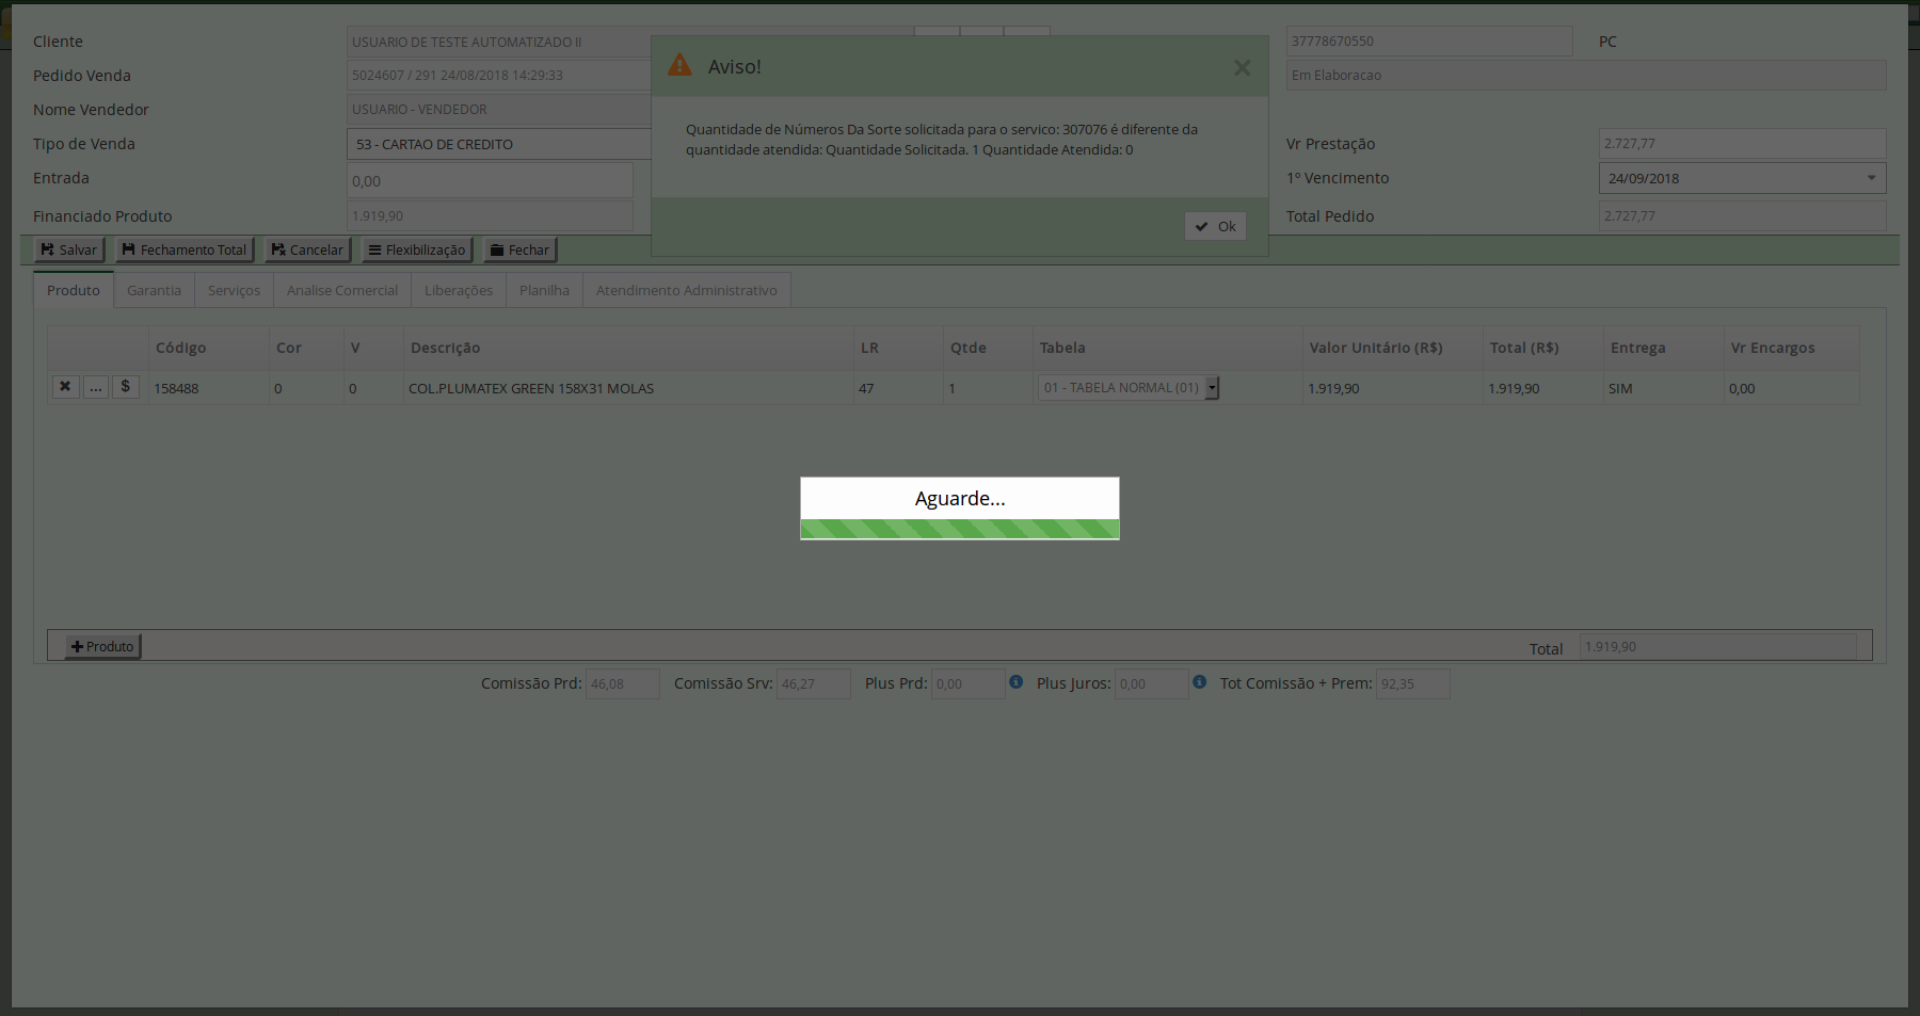 Cliente
USUARIO DE TESTE AUTOMATIZADO II
37778670550
PC
Pedido Venda
5024607 / 291 24/08/2018 14:29:33
Em Elaboracao
Nome Vendedor
USUARIO - VENDEDOR
Tipo de Venda
53 - CARTAO DE CREDITO
Vr Prestação
2.727,77
Entrada
0,00
1º Vencimento
24/09/2018
Financiado Produto
1.919,90
Total Pedido
2.727,77
Aviso!
Quantidade de Números Da Sorte solicitada para o servico: 307076 é diferente da
quantidade atendida: Quantidade Solicitada. 1 Quantidade Atendida: 0
Ok
Salvar Fechamento Total Cancelar Flexibilização Fechar
Produto Garantia Serviços Analise Comercial Liberações Planilha Atendimento Administrativo
Código Cor V Descrição LR Qtde Tabela Valor Unitário (R$) Total (R$) Entrega Vr Encargos
... $ 158488 0 0 COL.PLUMATEX GREEN 158X31 MOLAS 47 1 01 - TABELA NORMAL (01) 1.919,90 1.919,90 SIM 0,00
Aguarde...
Produto
Total 1.919,90
Comissão Prd: 46,08 Comissão Srv: 46,27 Plus Prd: 0,00 Plus Juros: 0,00 Tot Comissão + Prem: 92,35